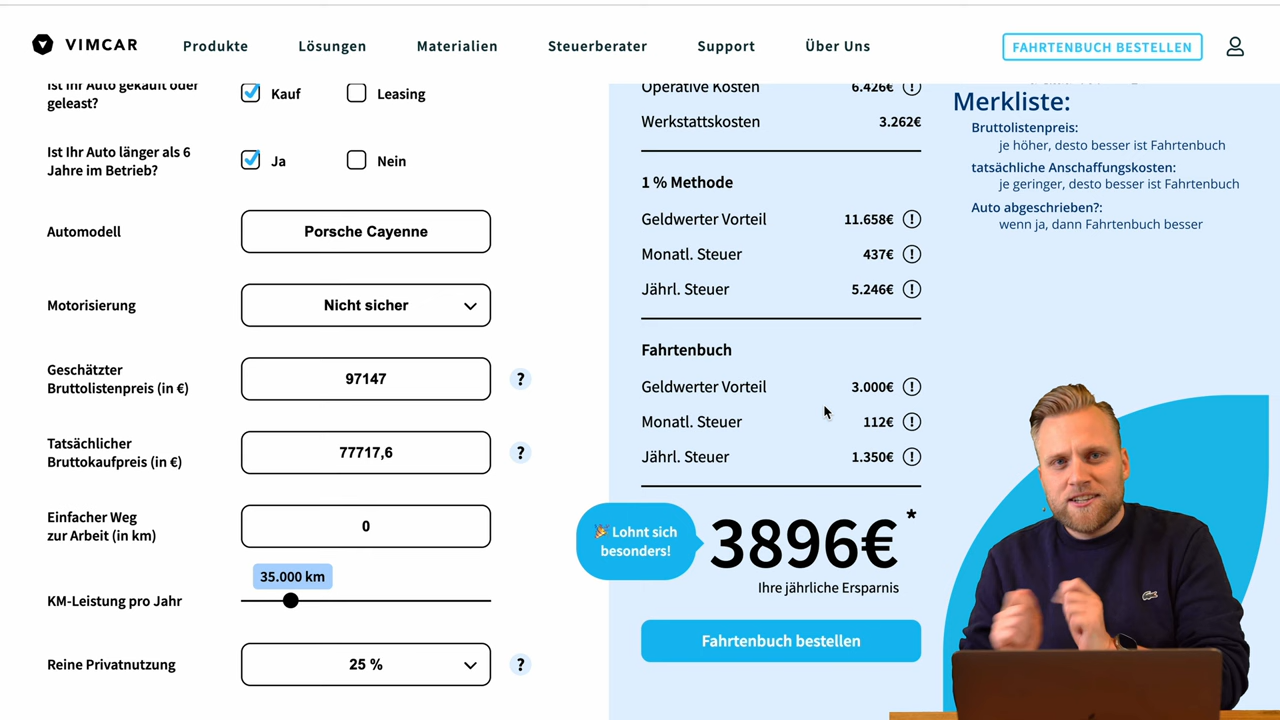 VIMCAR
Produkte
Lösungen
Materialien
Steuerberater
Support
Über Uns
FAHRTENBUCH BESTELLEN
Ist Ihr Auto gekauft oder
geleast?
Kauf
Leasing
Ist Ihr Auto länger als 6
Jahre im Betrieb?
Ja
Nein
Automodell
Porsche Cayenne
Motorisierung
Nicht sicher
Geschätzter
Bruttolistenpreis (in €)
97147
?
Tatsächlicher
Bruttokaufpreis (in €)
77717,6
?
Einfacher Weg
zur Arbeit (in km)
0
35.000 km
KM-Leistung pro Jahr
Reine Privatnutzung
25 %
?
Operative Kosten
6.426€
Werkstattskosten
3.262€
1 % Methode
Geldwerter Vorteil
11.658€ !
Monatl. Steuer
437€ !
Jährl. Steuer
5.246€ !
Fahrtenbuch
Geldwerter Vorteil
3.000€ !
Monatl. Steuer
112€ !
Jährl. Steuer
1.350€ !
Lohnt sich
besonders!
3896€*
Ihre jährliche Ersparnis
Fahrtenbuch bestellen
Merkliste:
Bruttolistenpreis:
je höher, desto besser ist Fahrtenbuch
tatsächliche Anschaffungskosten:
je geringer, desto besser ist Fahrtenbuch
Auto abgeschrieben?:
wenn ja, dann Fahrtenbuch besser